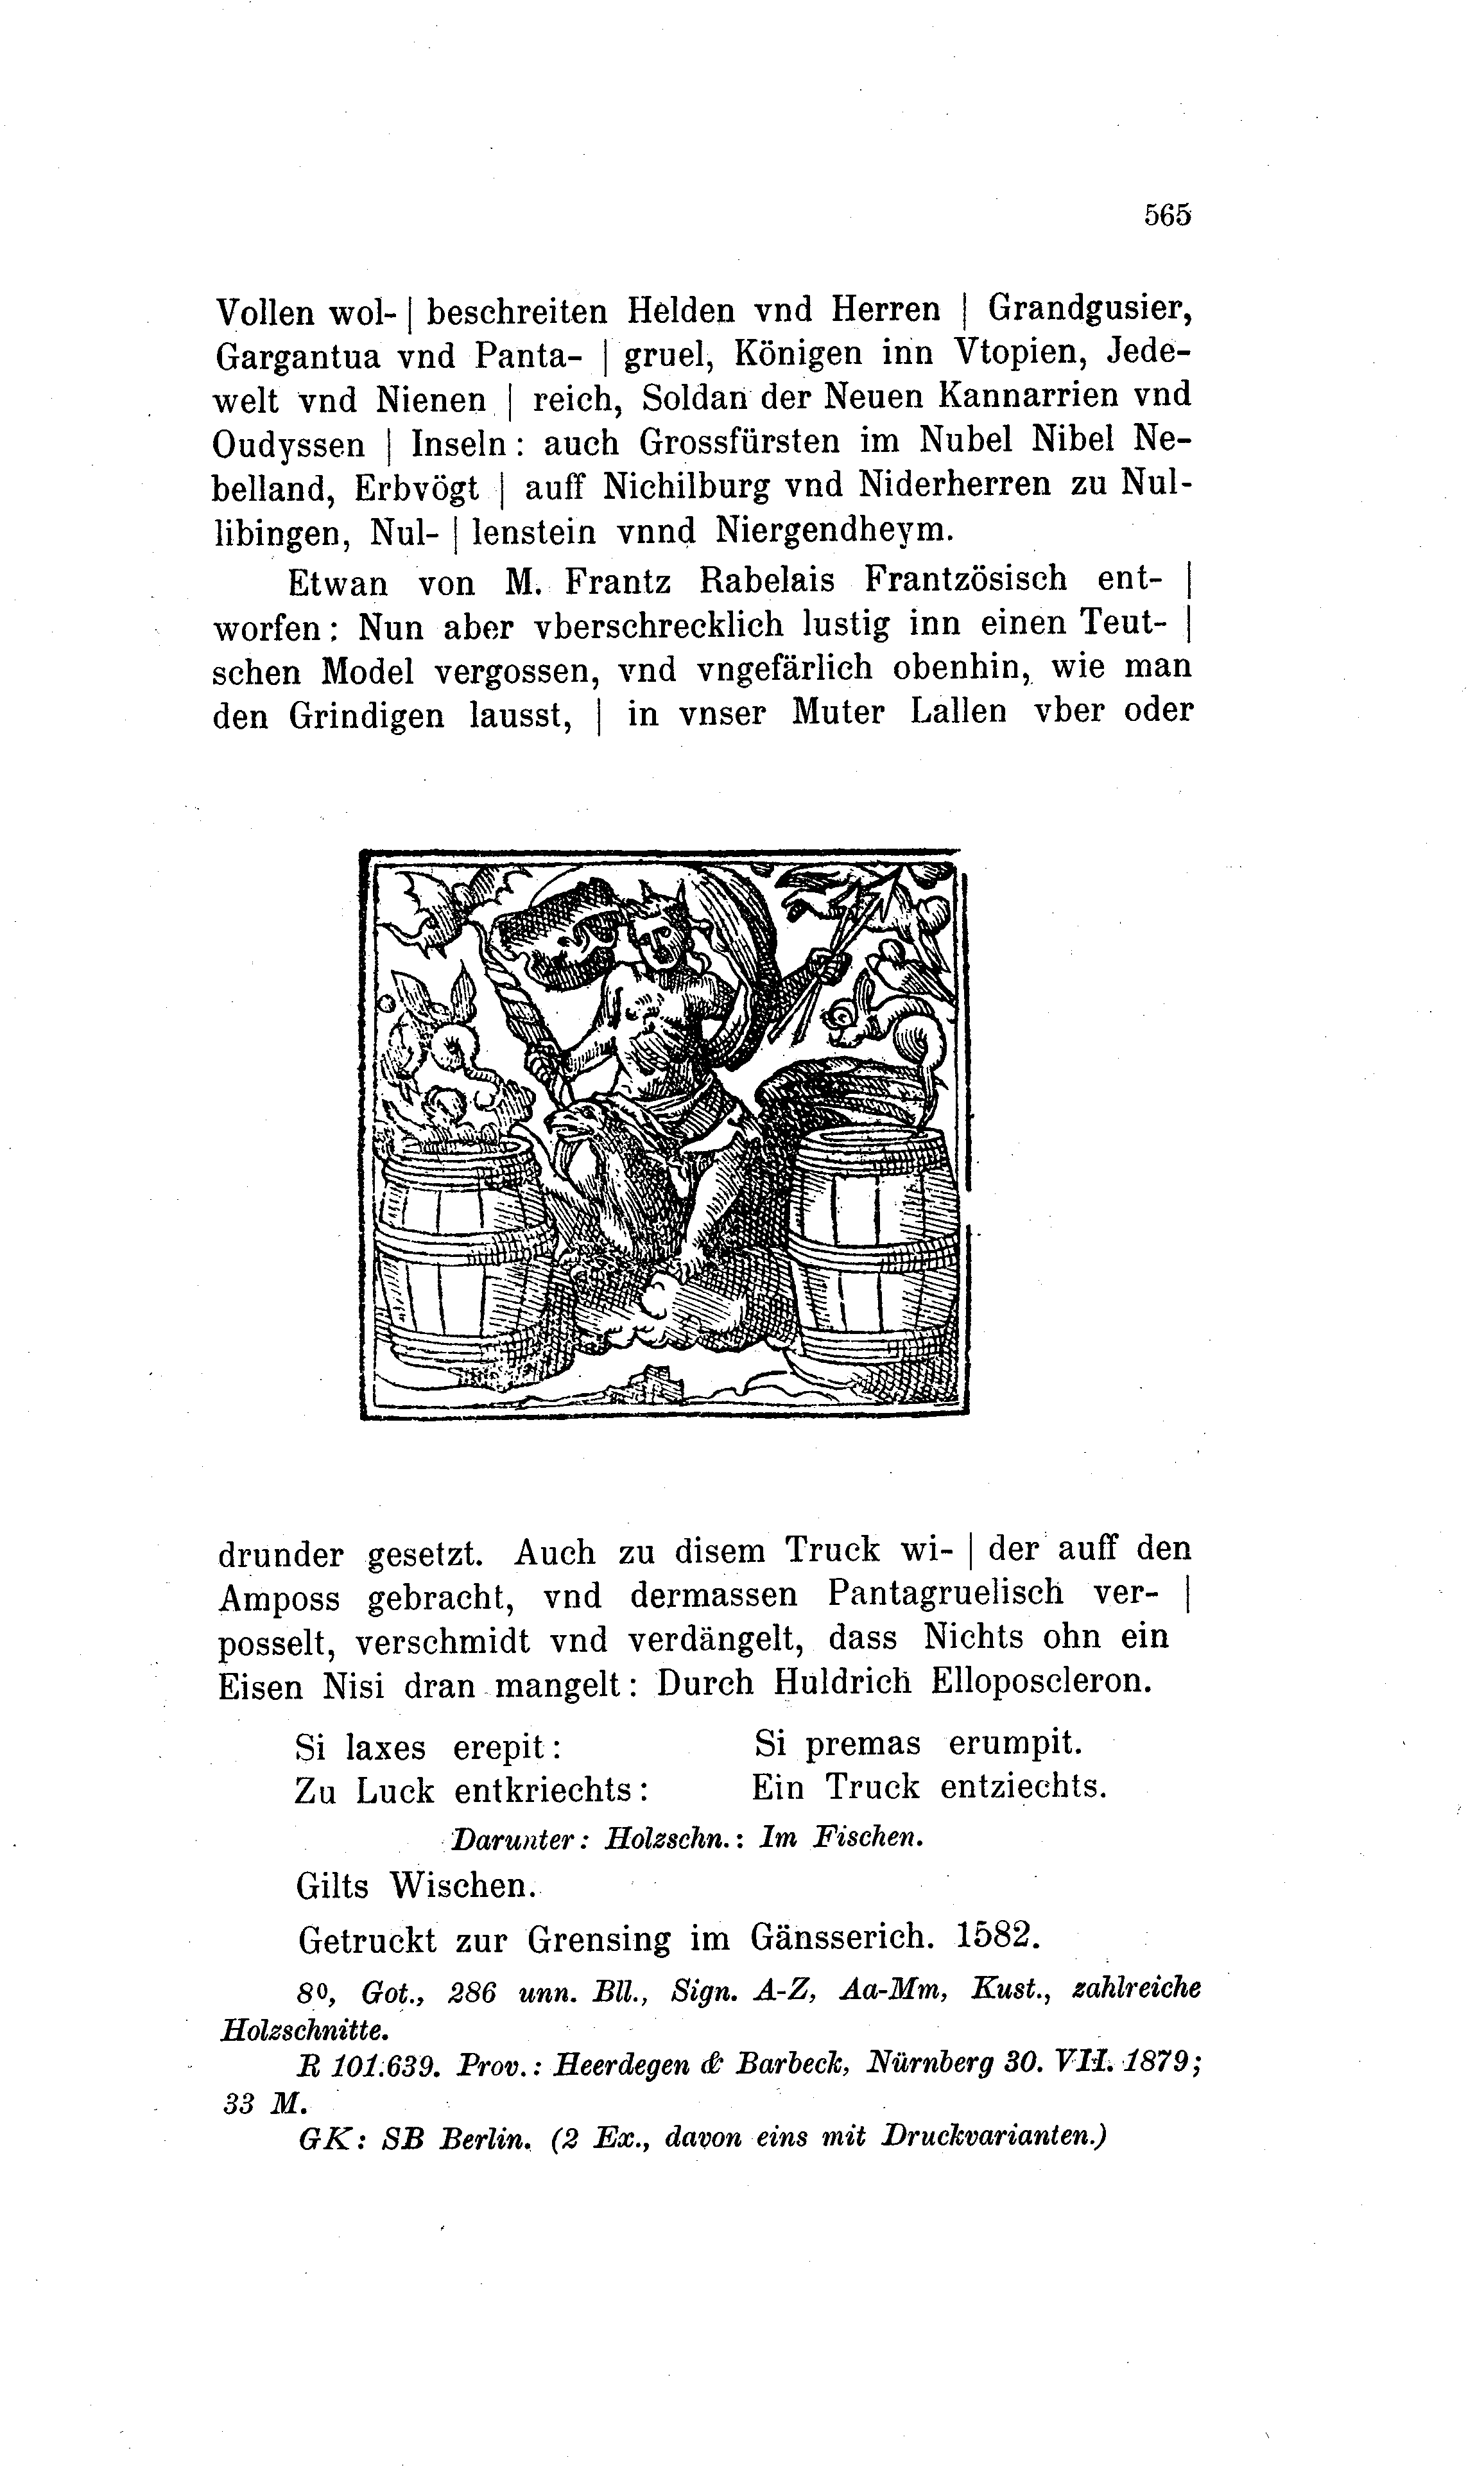 565
Vollen wol- | beschreiten Helden vnd Herren | Grandgusier,
Gargantua vnd Panta- | gruel, Königen inn Vtopien, Jede-
welt vnd Nienen | reich, Soldan der Neuen Kannarrien vnd
Oudyssen | Inseln: auch Grossfürsten im Nubel Nibel Ne-
belland, Erbvögt | auff Nichilburg vnd Niderherren zu Nul-
libingen, Nul- | lenstein vnnd Niergendheym.
Etwan von M. Frantz Rabelais Frantzösisch ent- |
worfen: Nun aber vberschrecklich lustig inn einen Teut- |
schen Model vergossen, vnd vngefärlich obenhin, wie man
den Grindigen lausst, | in vnser Muter Lallen vber oder
drunder gesetzt. Auch zu disem Truck wi- | der auff den
Amposs gebracht, vnd dermassen Pantagruelisch ver- |
posselt, verschmidt vnd verdängelt, dass Nichts ohn ein
Eisen Nisi dran mangelt: Durch Huldrich Elloposcleron.
Si laxes erepit: Si premas erumpit.
Zu Luck entkriechts: Ein Truck entziechts.
Darunter: Holzschn.: Im Fischen.
Gilts Wischen.
Getruckt zur Grensing im Gänsserich. 1582.
8º, Got., 286 unn. Bll., Sign. A-Z, Aa-Mm, Kust., zahlreiche
Holzschnitte.
R 101.639. Prov.: Heerdegen & Barbeck, Nürnberg 30. VII. 1879;
33 M.
GK: SB Berlin. (2 Ex., davon eins mit Druckvarianten.)